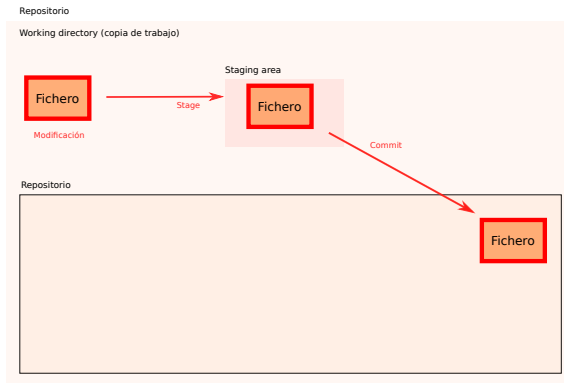 Repositorio
Working directory (copia de trabajo)
Staging area
Fichero
Stage
Fichero
Modificación
Commit
Repositorio
Fichero